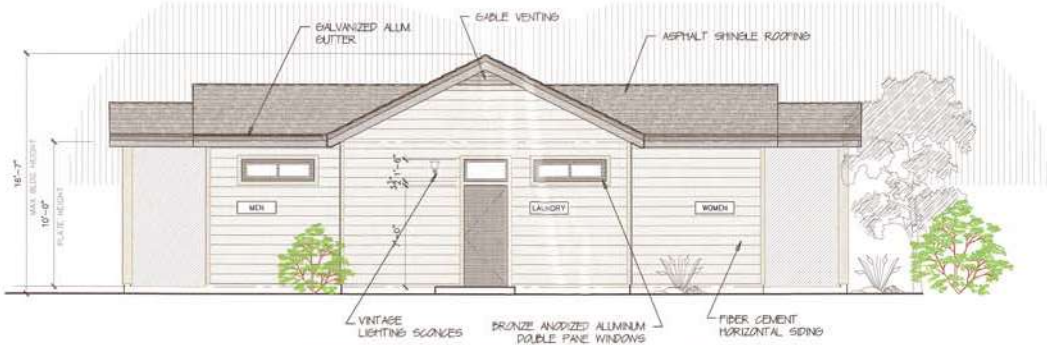 GABLE VENTING
GALVANIZED ALUM.
GUTTER
ASPHALT SHINGLE ROOFING
16'-7"
MAX BLDG HEIGHT
10'-0"
PLATE HEIGHT
MEN
LAUNDRY
WOMEN
VINTAGE
LIGHTING SCONCES
BRONZE ANODIZED ALUMINUM
DOUBLE PANE WINDOWS
FIBER CEMENT
HORIZONTAL SIDING